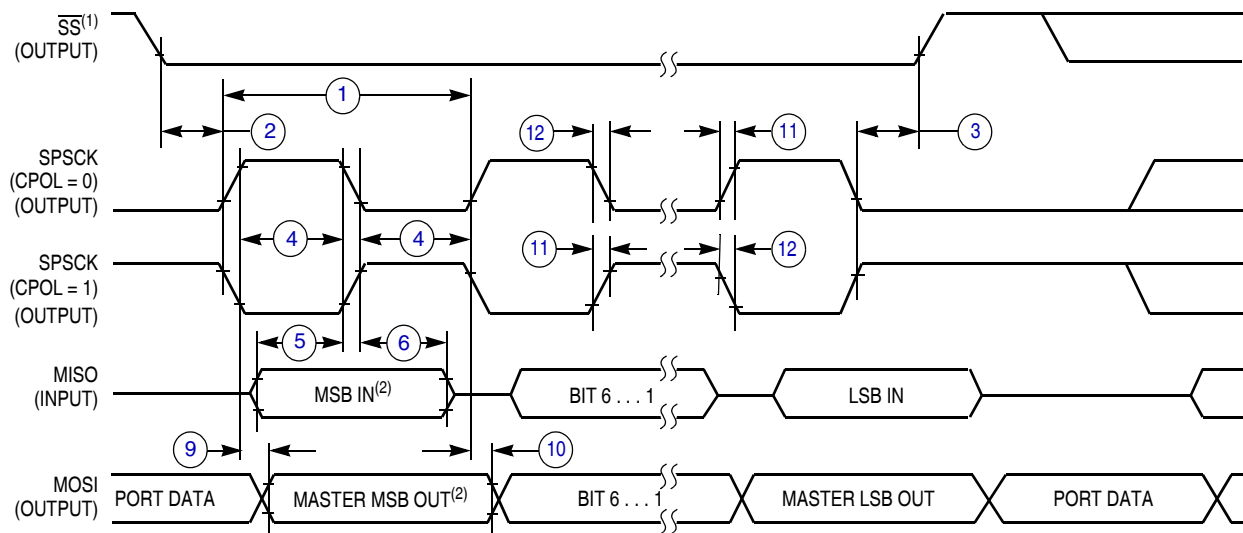 SS(1)
(OUTPUT)
1
2
12
11
3
SPSCK
(CPOL = 0)
(OUTPUT)
4
4
SPSCK
(CPOL = 1)
(OUTPUT)
11
12
5
6
MISO
(INPUT)
MSB IN(2)
BIT 6 . . . 1
LSB IN
9
10
MOSI
(OUTPUT)
PORT DATA
MASTER MSB OUT(2)
BIT 6 . . . 1
MASTER LSB OUT
PORT DATA